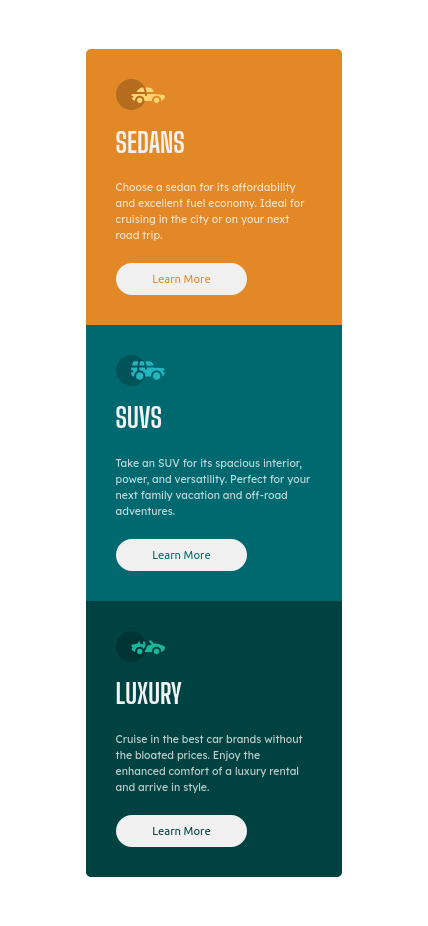 SEDANS
Choose a sedan for its affordability
and excellent fuel economy. Ideal for
cruising in the city or on your next
road trip.
Learn More
SUVS
Take an SUV for its spacious interior,
power, and versatility. Perfect for your
next family vacation and off-road
adventures.
Learn More
LUXURY
Cruise in the best car brands without
the bloated prices. Enjoy the
enhanced comfort of a luxury rental
and arrive in style.
Learn More